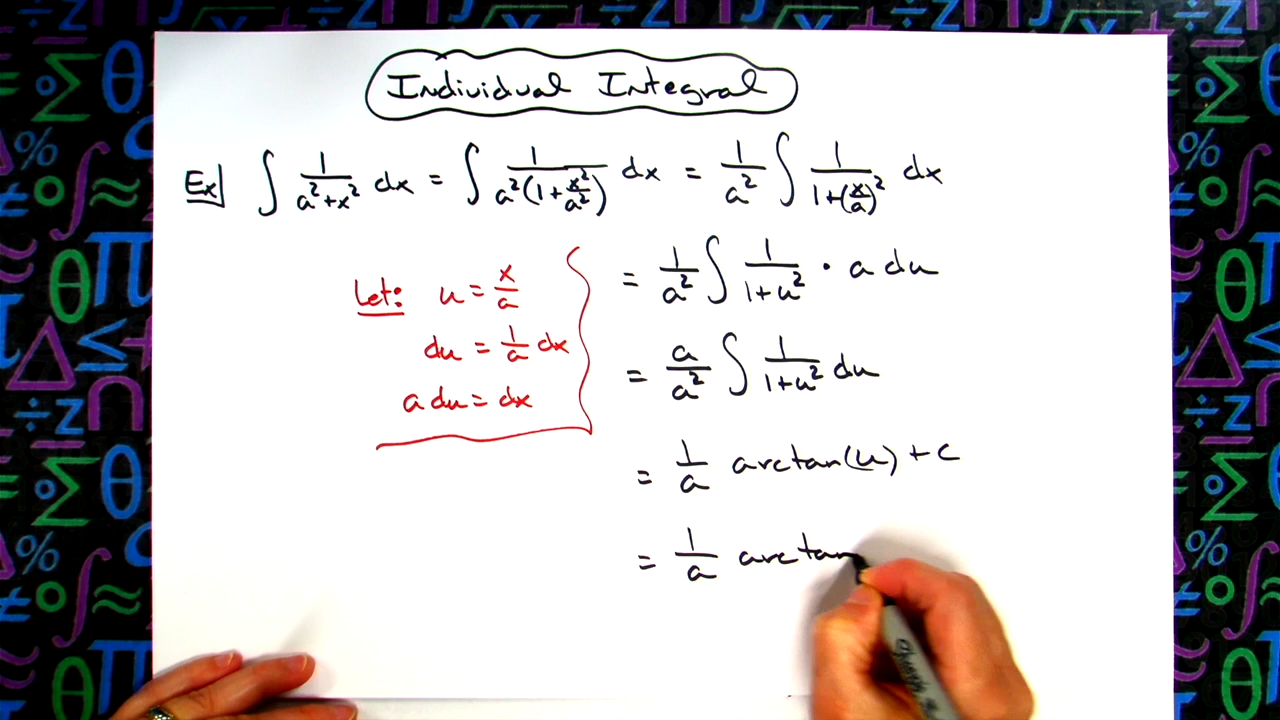 Individual Integral
Ex| ∫ 1/(a²+x²) dx = ∫ 1/(a²(1+x²/a²)) dx = 1/a² ∫ 1/(1+(x/a)²) dx
= 1/a² ∫ 1/(1+u²) · a du
Let: u = x/a
du = 1/a dx
a du = dx
= a/a² ∫ 1/(1+u²) du
= 1/a arctan(u) + c
= 1/a arctan